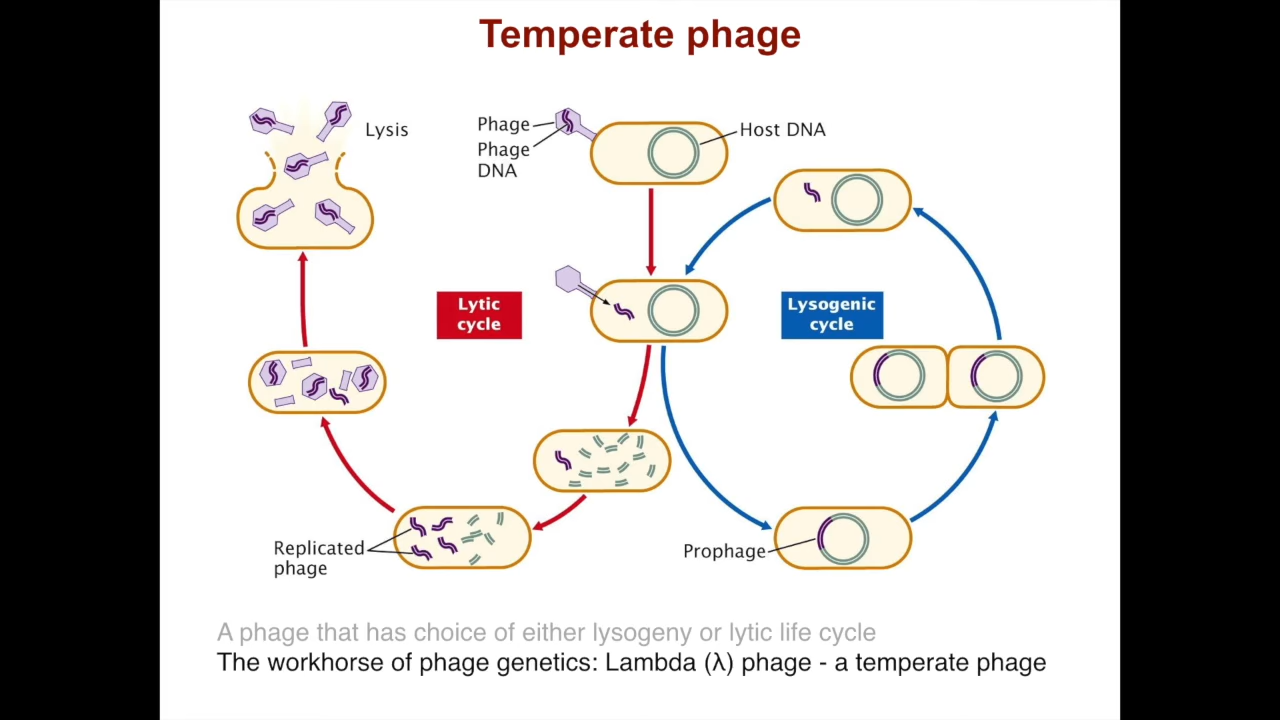 Temperate phage
Lysis
Phage
Phage
DNA
Host DNA
Lytic
cycle
Lysogenic
cycle
Replicated
phage
Prophage
A phage that has choice of either lysogeny or lytic life cycle
The workhorse of phage genetics: Lambda (λ) phage - a temperate phage